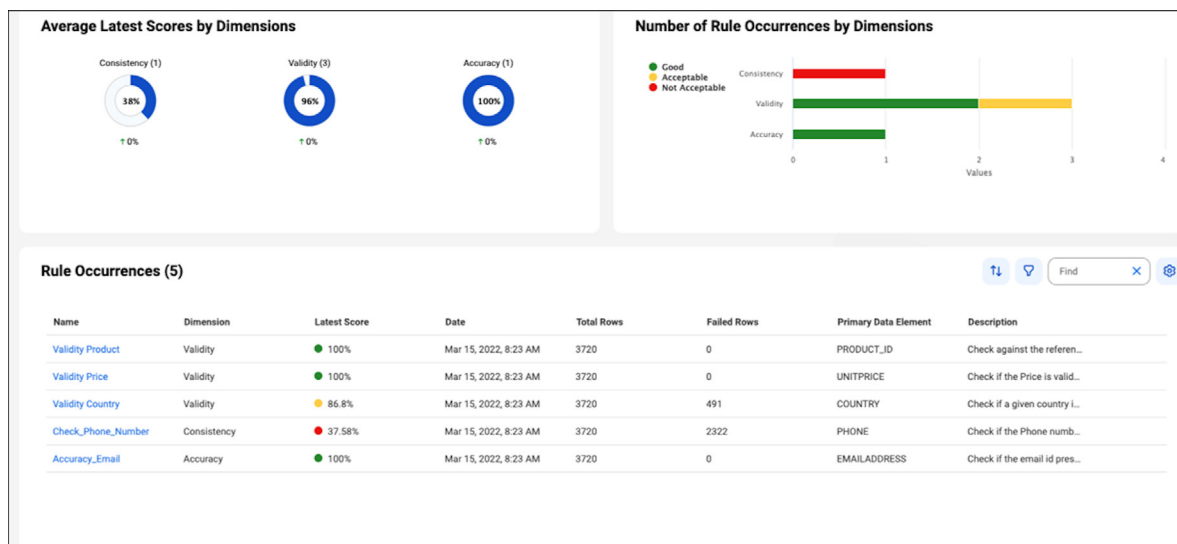 Average Latest Scores by Dimensions
Consistency (1)
Validity (3)
Accuracy (1)
38%
96%
100%
↑ 0%
↑ 0%
↑ 0%
Number of Rule Occurrences by Dimensions
Good
Acceptable
Not Acceptable
Consistency
Validity
Accuracy
0 1 2 3 4
Values
Rule Occurrences (5)
Find
Name Dimension Latest Score Date Total Rows Failed Rows Primary Data Element Description
Validity Product Validity 100% Mar 15, 2022, 8:23 AM 3720 0 PRODUCT_ID Check against the referen...
Validity Price Validity 100% Mar 15, 2022, 8:23 AM 3720 0 UNITPRICE Check if the Price is valid...
Validity Country Validity 86.8% Mar 15, 2022, 8:23 AM 3720 491 COUNTRY Check if a given country i...
Check_Phone_Number Consistency 37.58% Mar 15, 2022, 8:23 AM 3720 2322 PHONE Check if the Phone numb...
Accuracy_Email Accuracy 100% Mar 15, 2022, 8:23 AM 3720 0 EMAILADDRESS Check if the email id pres...